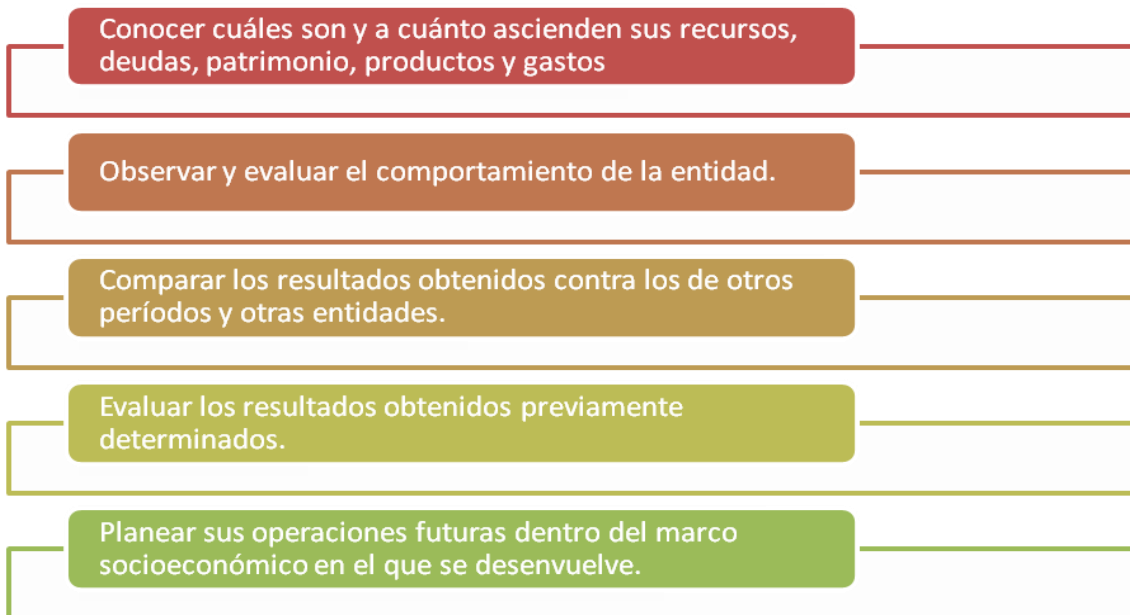 Conocer cuáles son y a cuánto ascienden sus recursos,
deudas, patrimonio, productos y gastos
Observar y evaluar el comportamiento de la entidad.
Comparar los resultados obtenidos contra los de otros
períodos y otras entidades.
Evaluar los resultados obtenidos previamente
determinados.
Planear sus operaciones futuras dentro del marco
socioeconómico en el que se desenvuelve.